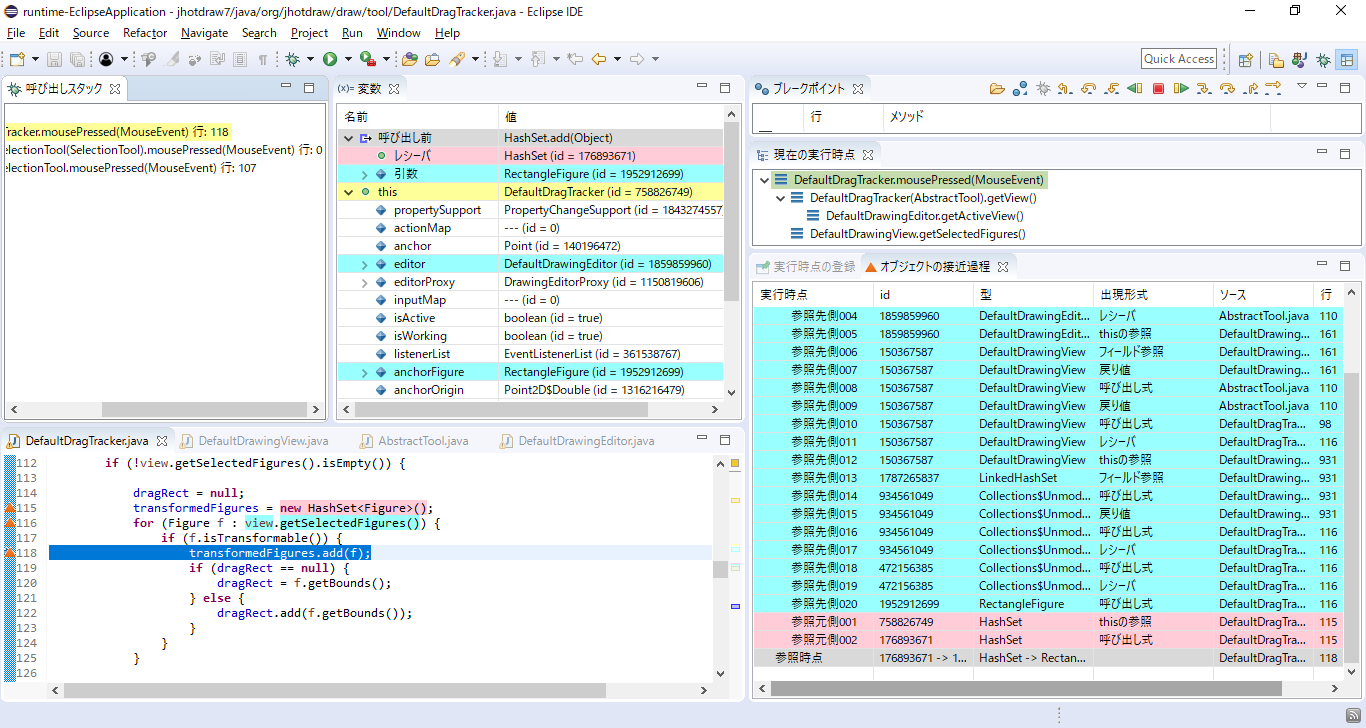 runtime-EclipseApplication - jhotdraw7/java/org/jhotdraw/draw/tool/DefaultDragTracker.java - Eclipse IDE
File Edit Source Refactor Navigate Search Project Run Window Help
Quick Access
呼び出しスタック
Tracker.mousePressed(MouseEvent) 行: 118
electionTool(SelectionTool).mousePressed(MouseEvent) 行: 0
electionTool.mousePressed(MouseEvent) 行: 107
(x)= 変数
名前 値
呼び出し前 HashSet.add(Object)
レシーバ HashSet (id = 176893671)
引数 RectangleFigure (id = 1952912699)
this DefaultDragTracker (id = 758826749)
propertySupport PropertyChangeSupport (id = 1843274557
actionMap --- (id = 0)
anchor Point (id = 140196472)
editor DefaultDrawingEditor (id = 1859859960)
editorProxy DrawingEditorProxy (id = 1150819606)
inputMap --- (id = 0)
isActive boolean (id = true)
isWorking boolean (id = true)
listenerList EventListenerList (id = 361538767)
anchorFigure RectangleFigure (id = 1952912699)
anchorOrigin Point2D$Double (id = 1316216479)
ブレークポイント
行 メソッド
現在の実行時点
DefaultDragTracker.mousePressed(MouseEvent)
DefaultDragTracker(AbstractTool).getView()
DefaultDrawingEditor.getActiveView()
DefaultDrawingView.getSelectedFigures()
実行時点の登録 オブジェクトの接近過程
実行時点 id 型 出現形式 ソース 行
参照先側004 1859859960 DefaultDrawingEdit... レシーバ AbstractTool.java 110
参照先側005 1859859960 DefaultDrawingEdit... thisの参照 DefaultDrawing... 161
参照先側006 150367587 DefaultDrawingView フィールド参照 DefaultDrawing... 161
参照先側007 150367587 DefaultDrawingView 戻り値 DefaultDrawing... 161
参照先側008 150367587 DefaultDrawingView 呼び出し式 AbstractTool.java 110
参照先側009 150367587 DefaultDrawingView 戻り値 AbstractTool.java 110
参照先側010 150367587 DefaultDrawingView 呼び出し式 DefaultDragTra... 98
参照先側011 150367587 DefaultDrawingView レシーバ DefaultDragTra... 116
参照先側012 150367587 DefaultDrawingView thisの参照 DefaultDrawing... 931
参照先側013 1787265837 LinkedHashSet フィールド参照 DefaultDrawing... 931
参照先側014 934561049 Collections$Unmod... 呼び出し式 DefaultDrawing... 931
参照先側015 934561049 Collections$Unmod... 戻り値 DefaultDrawing... 931
参照先側016 934561049 Collections$Unmod... 呼び出し式 DefaultDragTra... 116
参照先側017 934561049 Collections$Unmod... レシーバ DefaultDragTra... 116
参照先側018 472156385 Collections$Unmod... 呼び出し式 DefaultDragTra... 116
参照先側019 472156385 Collections$Unmod... レシーバ DefaultDragTra... 116
参照先側020 1952912699 RectangleFigure 呼び出し式 DefaultDragTra... 116
参照元側001 758826749 HashSet thisの参照 DefaultDragTra... 115
参照元側002 176893671 HashSet 呼び出し式 DefaultDragTra... 115
参照時点 176893671 -> 1... HashSet -> Rectan... DefaultDragTra... 118
DefaultDragTracker.java DefaultDrawingView.java AbstractTool.java DefaultDrawingEditor.java
112 if (!view.getSelectedFigures().isEmpty()) {
113
114 dragRect = null;
115 transformedFigures = new HashSet<Figure>();
116 for (Figure f : view.getSelectedFigures()) {
117 if (f.isTransformable()) {
118 transformedFigures.add(f);
119 if (dragRect == null) {
120 dragRect = f.getBounds();
121 } else {
122 dragRect.add(f.getBounds());
123 }
124 }
125 }
126